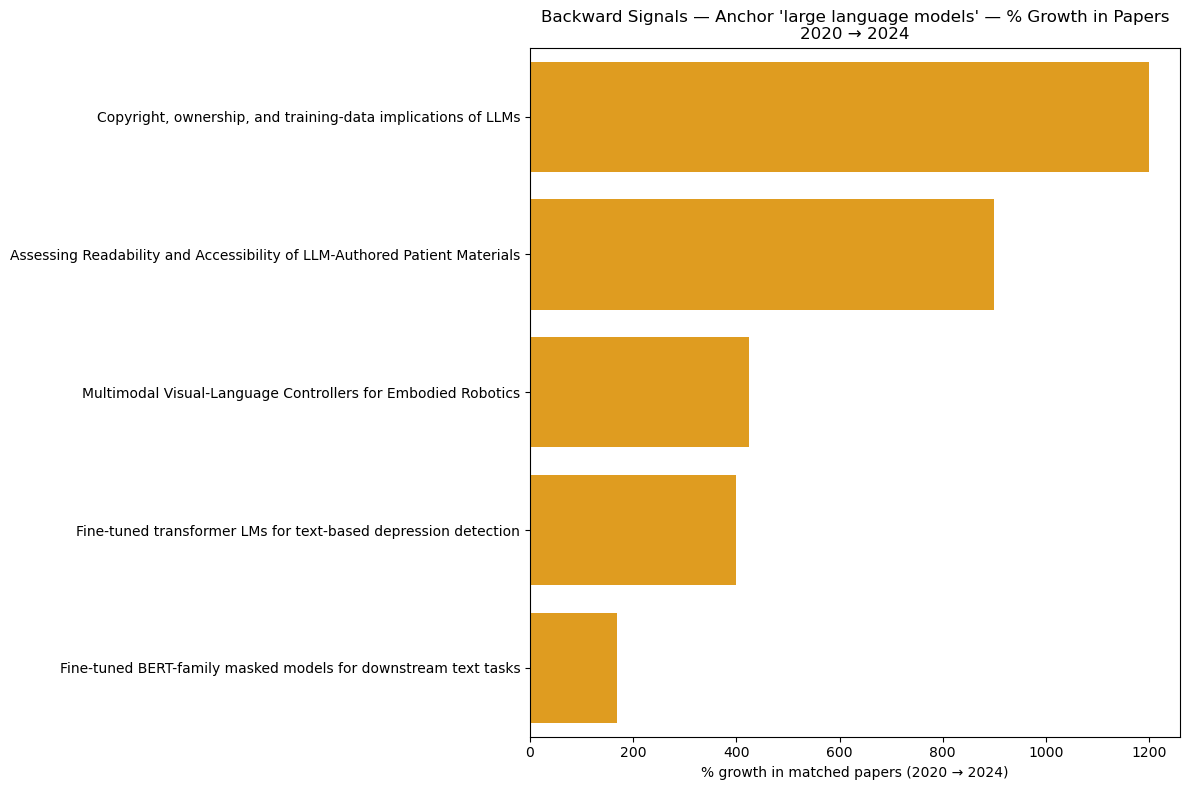 Backward Signals — Anchor 'large language models' — % Growth in Papers
2020 → 2024
Copyright, ownership, and training-data implications of LLMs
Assessing Readability and Accessibility of LLM-Authored Patient Materials
Multimodal Visual-Language Controllers for Embodied Robotics
Fine-tuned transformer LMs for text-based depression detection
Fine-tuned BERT-family masked models for downstream text tasks
0 200 400 600 800 1000 1200
% growth in matched papers (2020 → 2024)